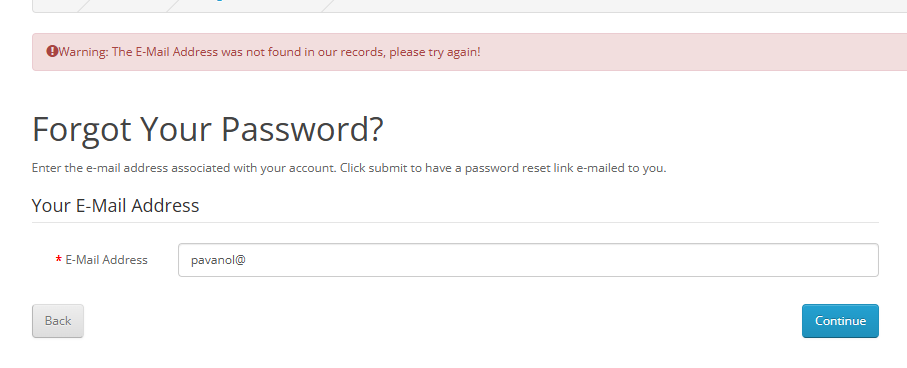 Warning: The E-Mail Address was not found in our records, please try again!
Forgot Your Password?
Enter the e-mail address associated with your account. Click submit to have a password reset link e-mailed to you.
Your E-Mail Address
* E-Mail Address
pavanol@
Back
Continue